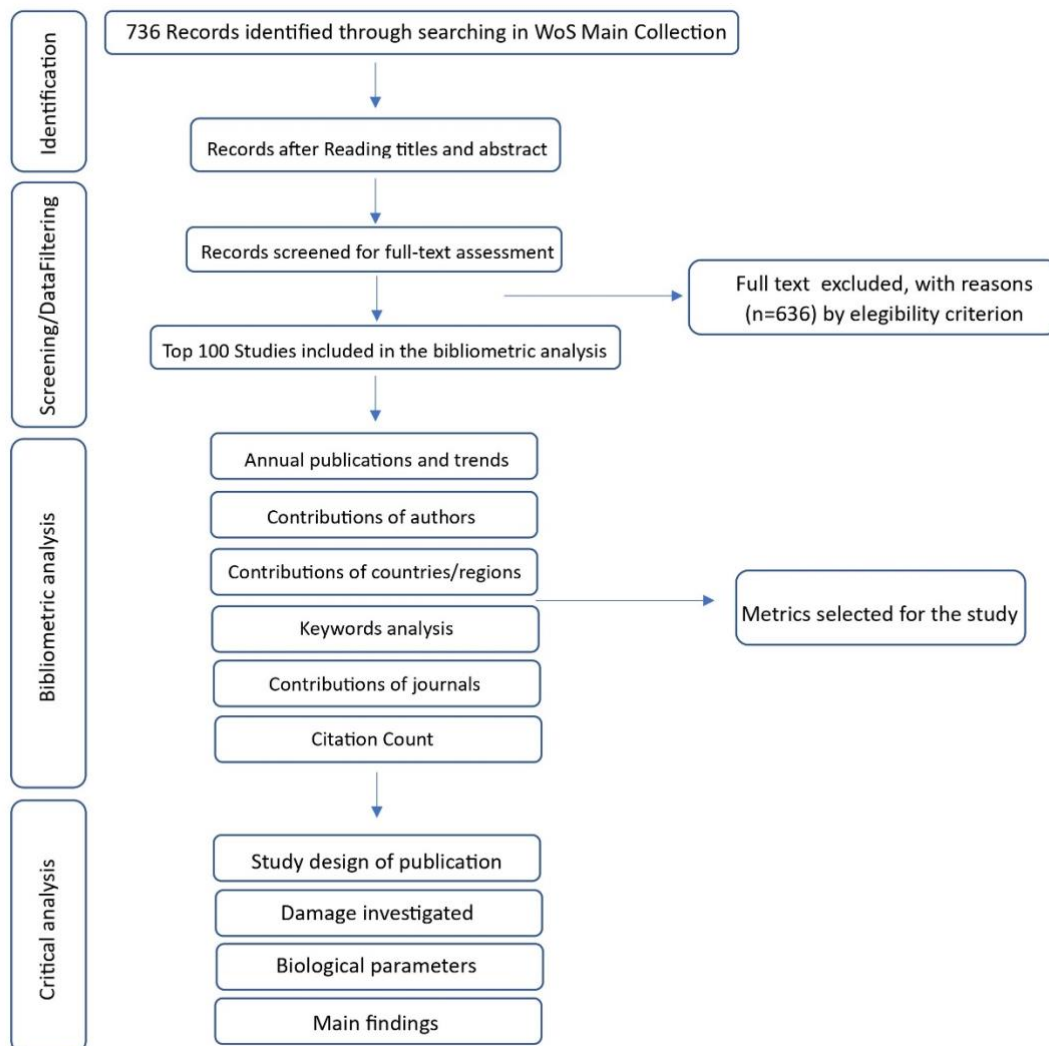 Identification
736 Records identified through searching in WoS Main Collection
Records after Reading titles and abstract
Screening/DataFiltering
Records screened for full-text assessment
Full text excluded, with reasons
(n=636) by elegibility criterion
Top 100 Studies included in the bibliometric analysis
Bibliometric analysis
Annual publications and trends
Contributions of authors
Contributions of countries/regions
Metrics selected for the study
Keywords analysis
Contributions of journals
Citation Count
Critical analysis
Study design of publication
Damage investigated
Biological parameters
Main findings